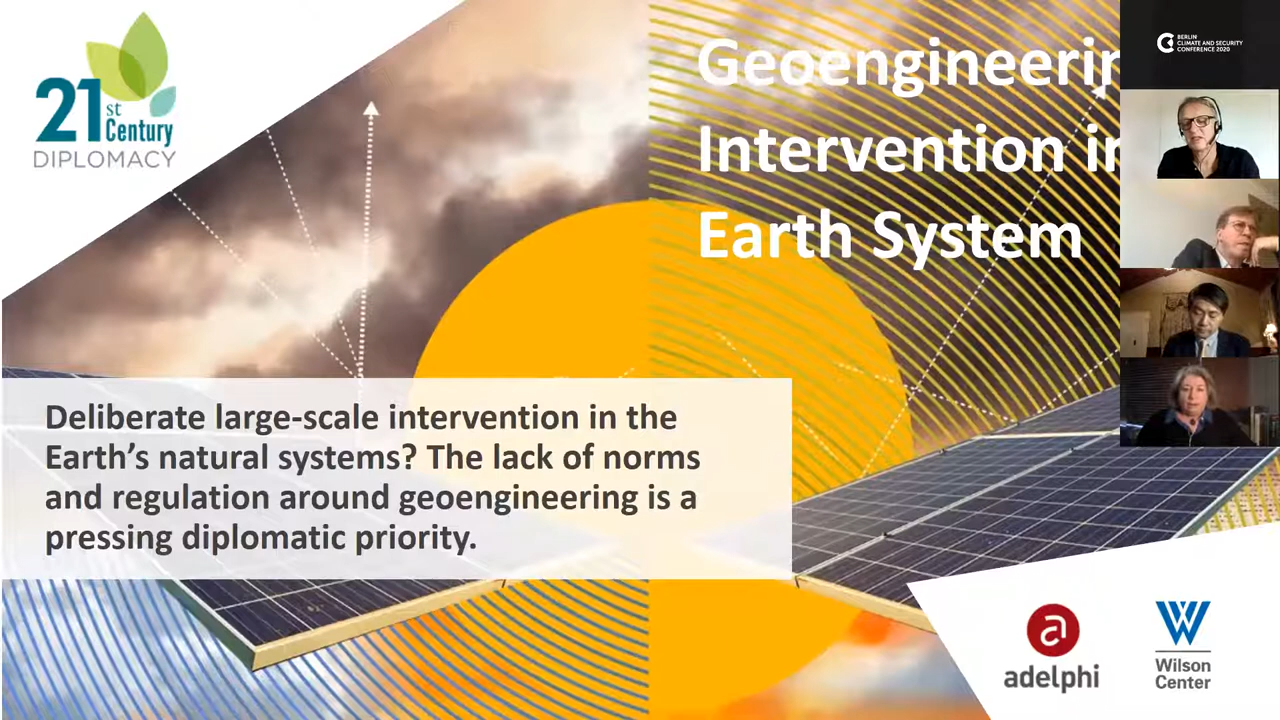 21st
Century
DIPLOMACY
Geoengineerin
Intervention in
Earth System
BERLIN
CLIMATE AND SECURITY
CONFERENCE 2020
Deliberate large-scale intervention in the
Earth's natural systems? The lack of norms
and regulation around geoengineering is a
pressing diplomatic priority.
adelphi
Wilson
Center